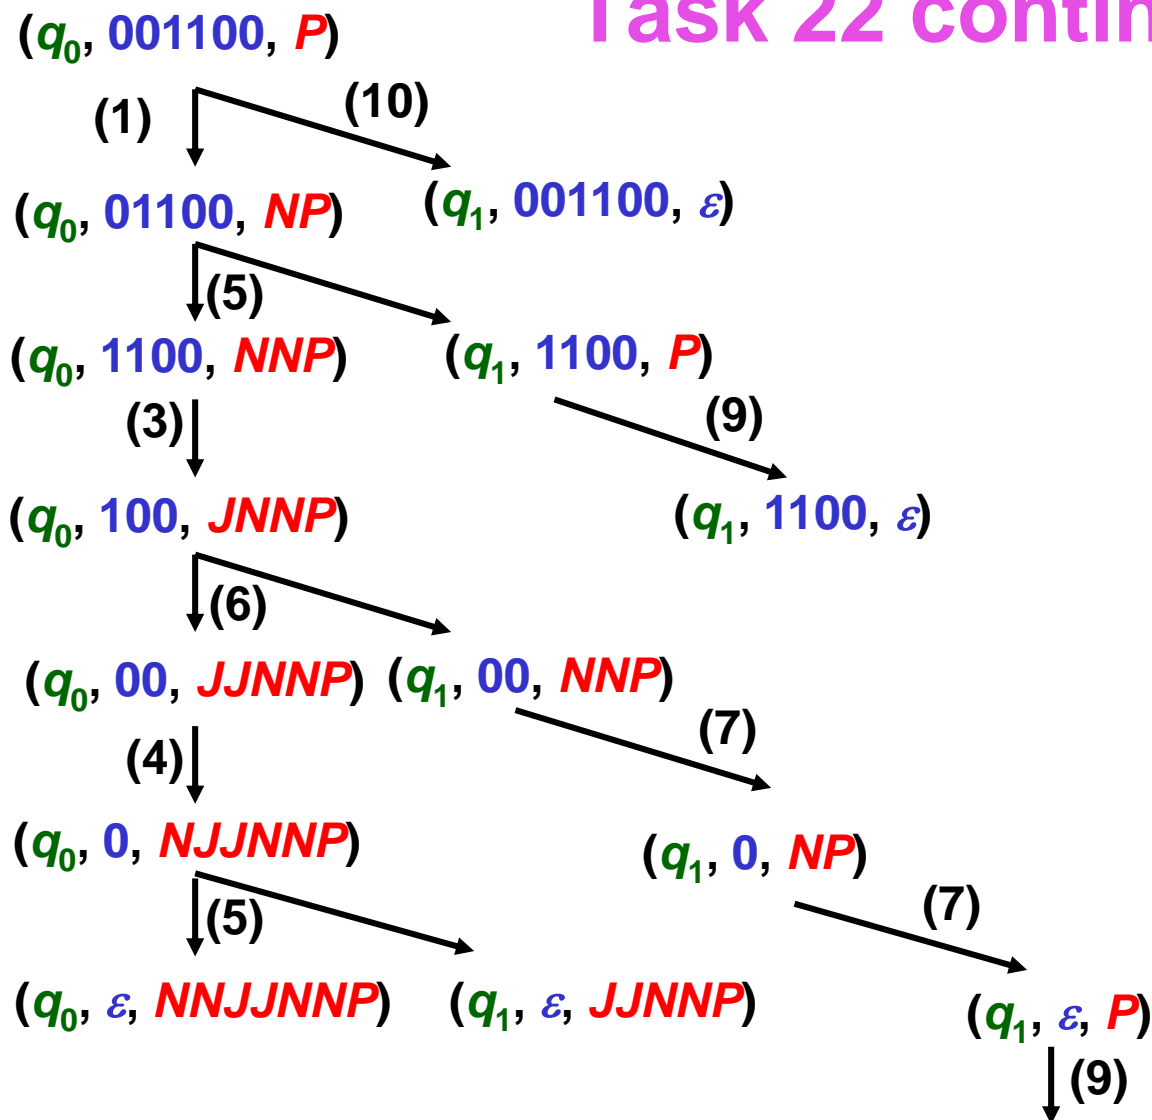 Task 22 contin
(q₀, 001100, P)
(1) (10)
(q₀, 01100, NP) (q₁, 001100, ε)
(5)
(q₀, 1100, NNP) (q₁, 1100, P)
(3) (9)
(q₀, 100, JNNP) (q₁, 1100, ε)
(6)
(q₀, 00, JJNNP) (q₁, 00, NNP)
(4) (7)
(q₀, 0, NJJNNP) (q₁, 0, NP)
(5) (7)
(q₀, ε, NNJJNNP) (q₁, ε, JJNNP) (q₁, ε, P)
(9)